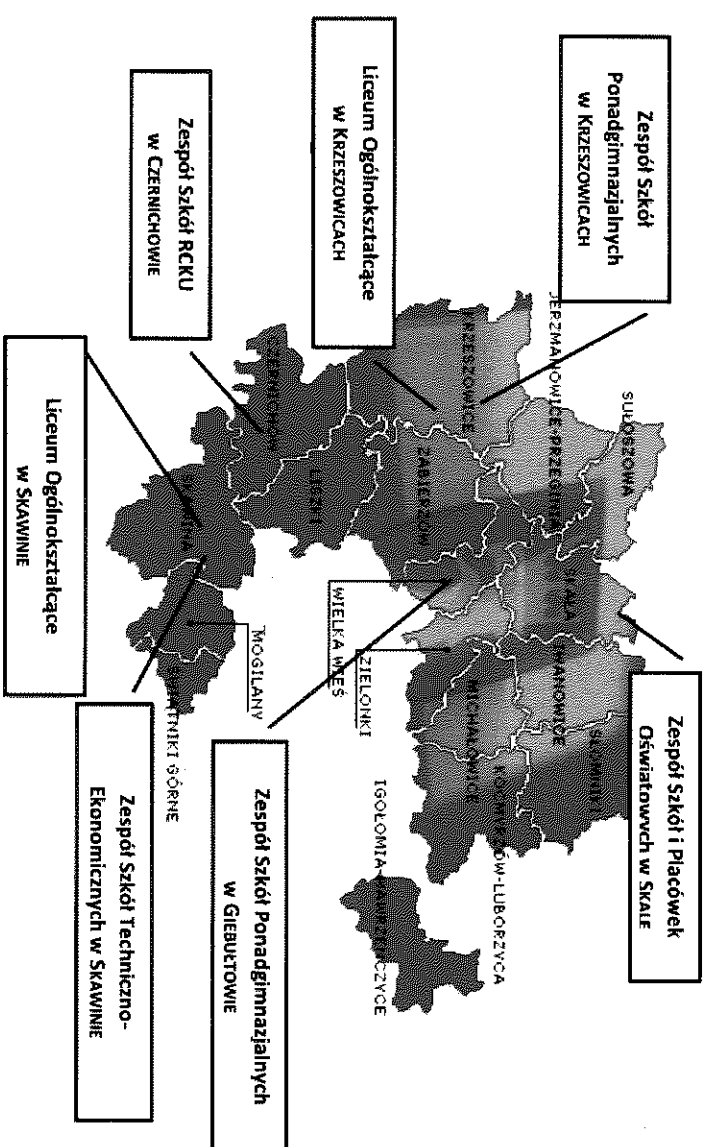 Zespół Szkół
Ponadgimnazjalnych
w KRZESZOWICACH
Liceum Ogólnokształcące
w KRZESZOWICACH
Zespół Szkół RCKU
w CZERNICHOWIE
Liceum Ogólnokształcące
w SKAWINIE
Zespół Szkół i Placówek
Oświatowych w SKALE
Zespół Szkół Ponadgimnazjalnych
w GIEBUŁTOWIE
Zespół Szkół Techniczno-
Ekonomicznych w SKAWINIE
SUŁOSZOWA
JERZMANOWICE-PRZEGINIA
KRZESZOWICE
SKAŁA
IWANOWICE
SŁOMNIKI
ZABIERZÓW
WIELKA WIEŚ
ZIELONKI
MICHAŁOWICE
KOCMYRZÓW-LUBORZYCA
IGOŁOMIA-WAWRZEŃCZYCE
LISZKI
CZERNICHÓW
SKAWINA
MOGILANY
ŚWIĄTNIKI GÓRNE